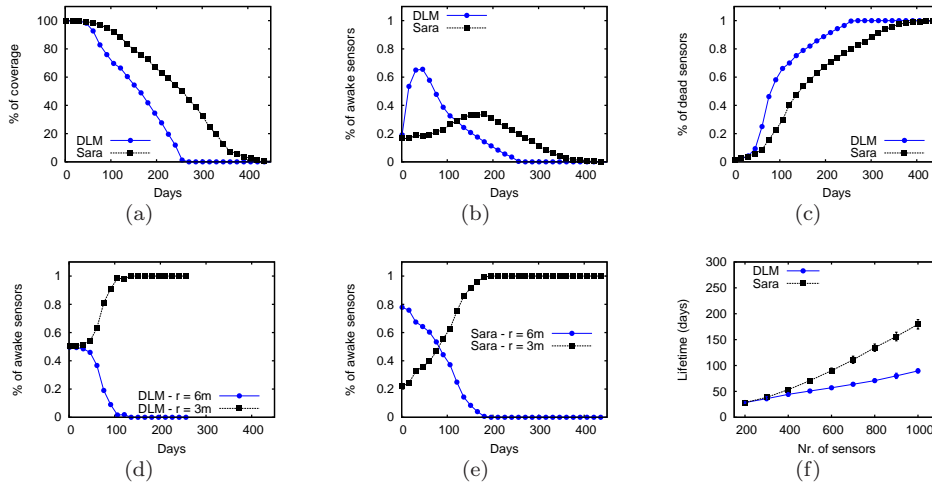 % of coverage
100
80
60
40
20
0
DLM
Sara
0 100 200 300 400
Days
(a)
% of awake sensors
1
0.8
0.6
0.4
0.2
0
DLM
Sara
0 100 200 300 400
Days
(b)
% of dead sensors
1
0.8
0.6
0.4
0.2
0
DLM
Sara
0 100 200 300 400
Days
(c)
% of awake sensors
1
0.8
0.6
0.4
0.2
0
DLM - r = 6m
DLM - r = 3m
0 100 200 300 400
Days
(d)
% of awake sensors
1
0.8
0.6
0.4
0.2
0
Sara - r = 6m
Sara - r = 3m
0 100 200 300 400
Days
(e)
Lifetime (days)
300
250
200
150
100
50
0
DLM
Sara
200 400 600 800 1000
Nr. of sensors
(f)